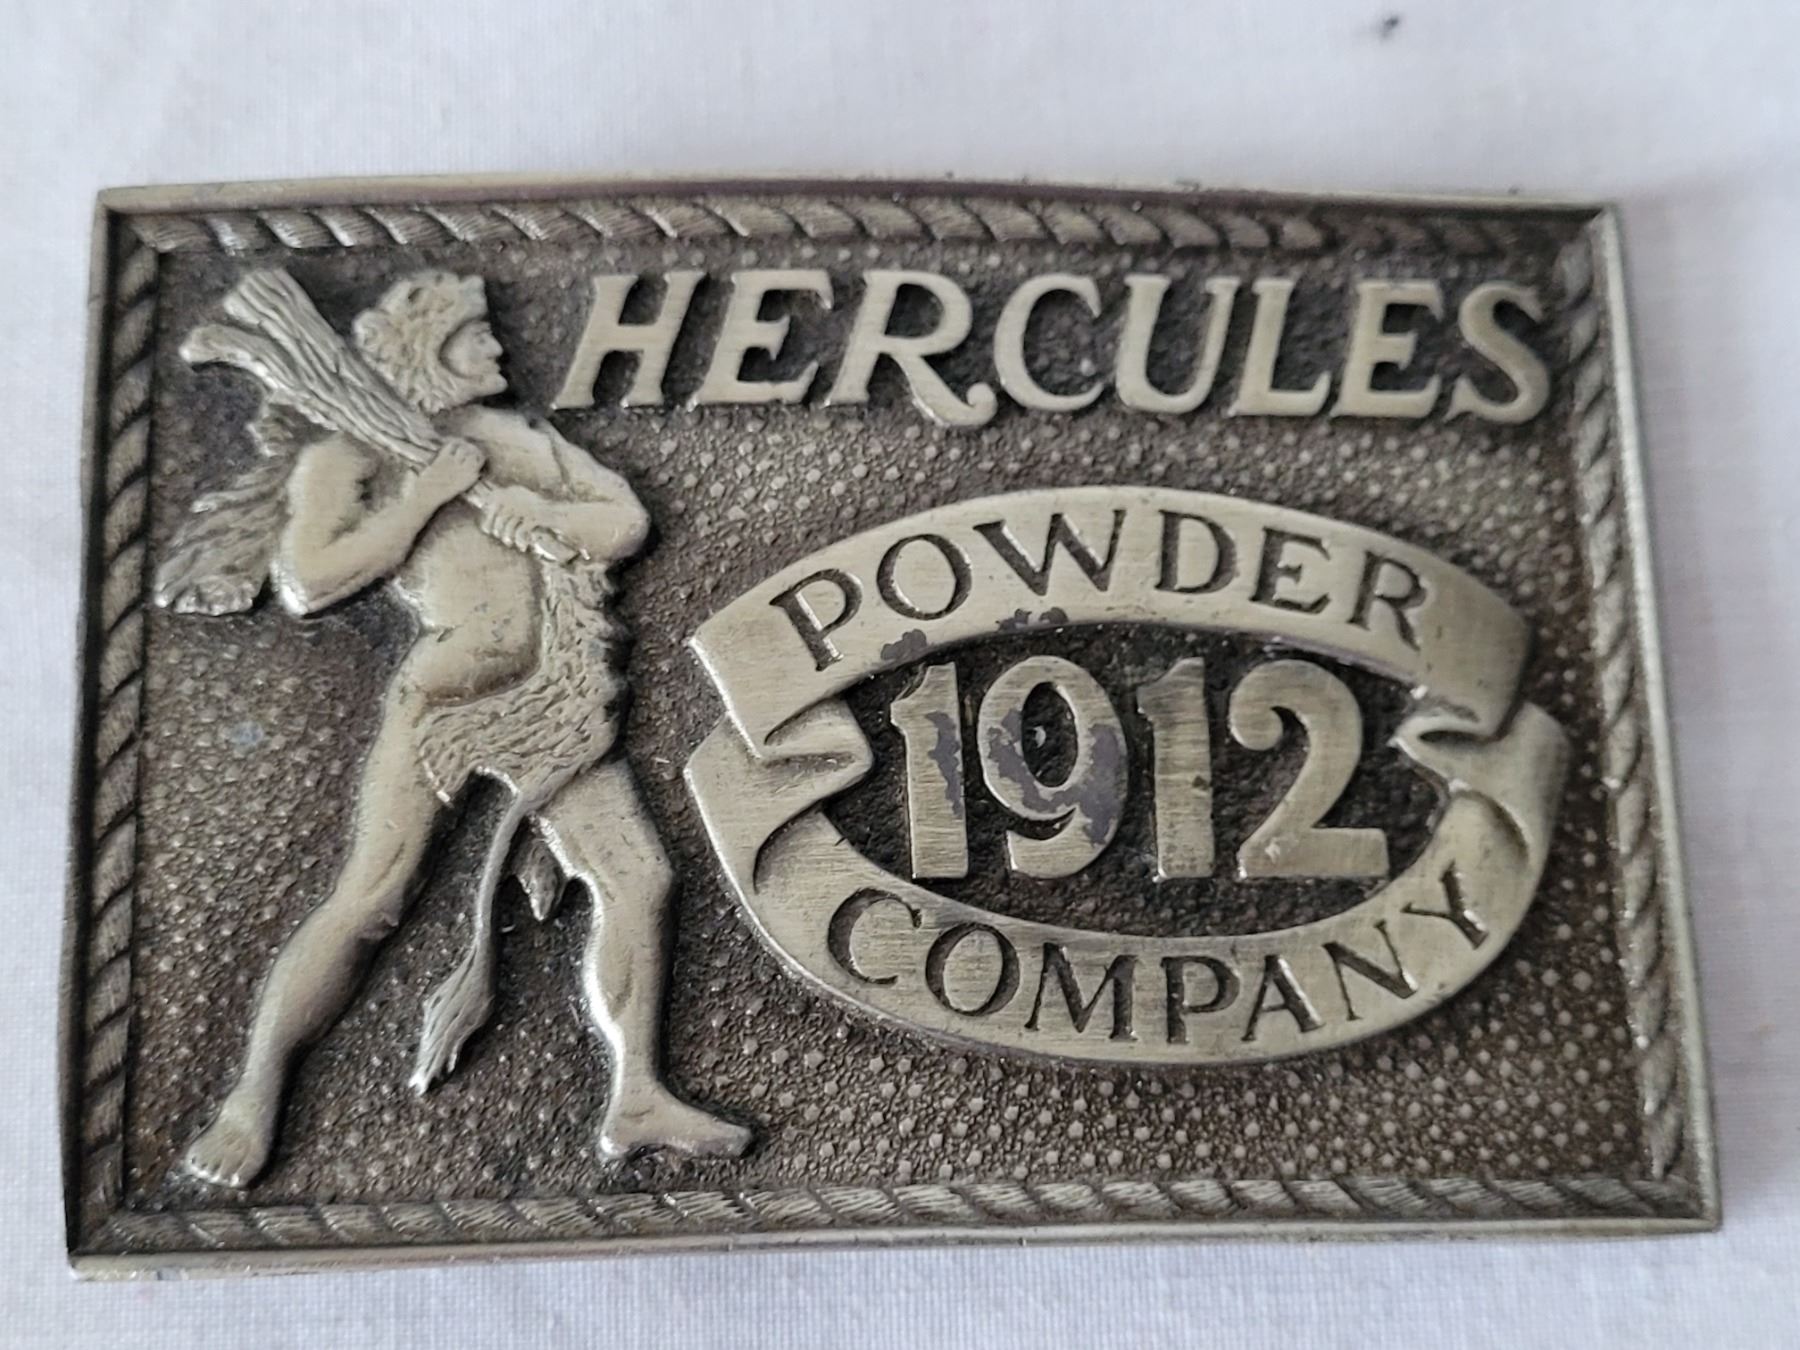 HERCULES
POWDER
1912
COMPANY